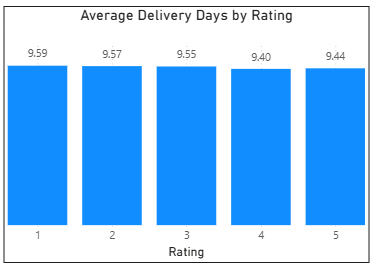 Average Delivery Days by Rating
9.59 9.57 9.55 9.40 9.44
1 2 3 4 5
Rating